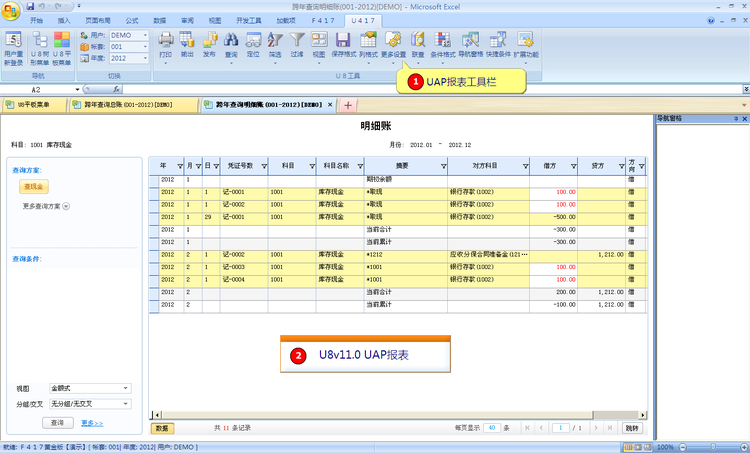 跨年查询明细账(001-2012)[DEMO] - Microsoft Excel
开始 插入 页面布局 公式 数据 审阅 视图 开发工具 加载项 F417 U417
用户重新登录 U8树形菜单 U8平板菜单
用户: DEMO
帐套: 001
年度: 2012
打印 输出 发布 查询 定位 筛选 过滤 视图 保存格式 列格式 更多设置 联查 条件格式 快捷条件 导航窗格 扩展功能
导航 切换 U8工具
1 UAP报表工具栏
A2 fx
U8平板菜单 跨年查询总账(001-2012)[DEMO] 跨年查询明细账(001-2012)[DEMO]
导航窗格
明细账
科目: 1001 库存现金 月份: 2012.01 - 2012.12
查询方案:
查现金
更多查询方案
查询条件:
视图 金额式
分组/交叉 无分组/无交叉
查询 更多>>
年 月 日 凭证号数 科目 科目名称 摘要 对方科目 借方 贷方 方向
2012 1 期初余额 借
2012 1 1 记-0001 1001 库存现金 *取现 银行存款(1002) 100.00 借
2012 1 1 记-0002 1001 库存现金 *取现 银行存款(1002) 100.00 借
2012 1 29 记-0001 1001 库存现金 *取现 银行存款(1002) -500.00 借
2012 1 当前合计 -300.00 借
2012 1 当前累计 -300.00 借
2012 2 1 记-0002 1001 库存现金 *1212 应收分保合同准备金(121… 1,212.00 借
2012 2 1 记-0003 1001 库存现金 *1001 银行存款(1002) 100.00 借
2012 2 1 记-0004 1001 库存现金 *1001 银行存款(1002) 100.00 借
2012 2 当前合计 200.00 1,212.00 借
2012 2 当前累计 -100.00 1,212.00 借
2 U8v11.0 UAP报表
数据 共 11 条记录 每页显示 40 条 1 / 1 跳转
就绪: F417黄金版【演示】[ 帐套: 001| 年度: 2012| 用户: DEMO ] 100%